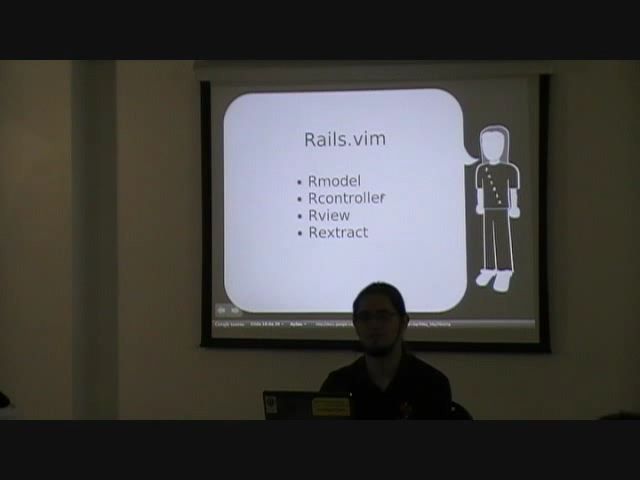 Rails.vim
• Rmodel
• Rcontroller
• Rview
• Rextract